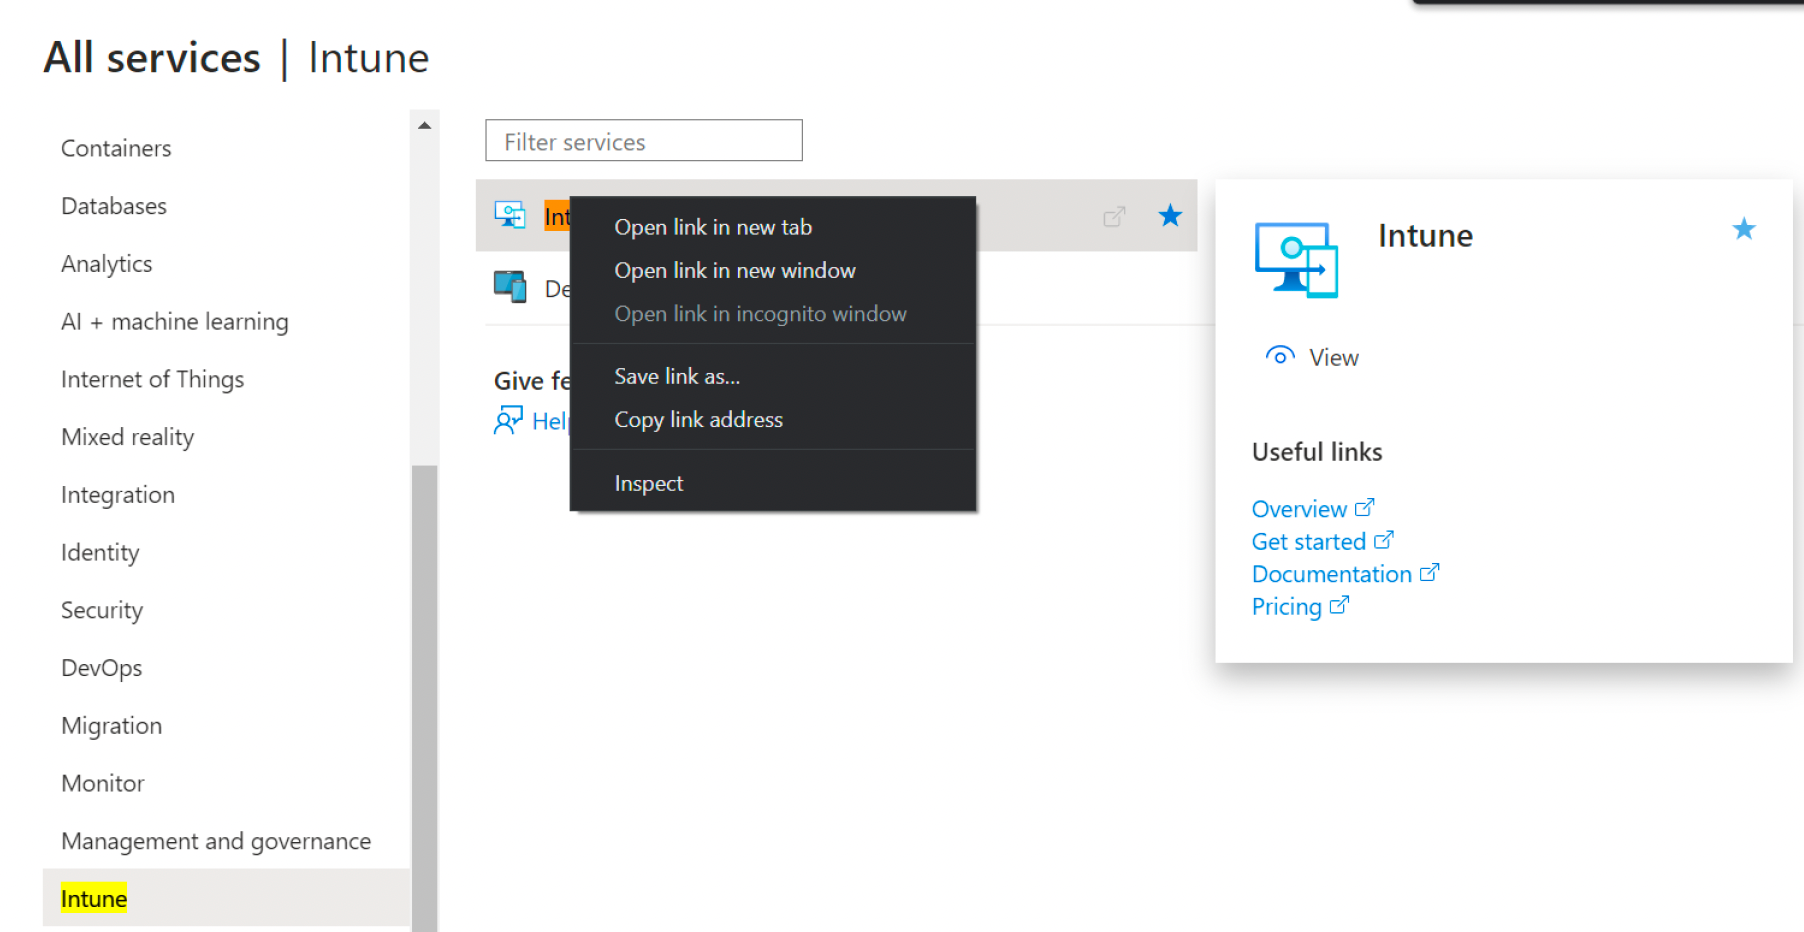 All services | Intune
Containers
Databases
Analytics
AI + machine learning
Internet of Things
Mixed reality
Integration
Identity
Security
DevOps
Migration
Monitor
Management and governance
Intune
Filter services
Int
De
Give fe
Help
Open link in new tab
Open link in new window
Open link in incognito window
Save link as...
Copy link address
Inspect
Intune
View
Useful links
Overview
Get started
Documentation
Pricing